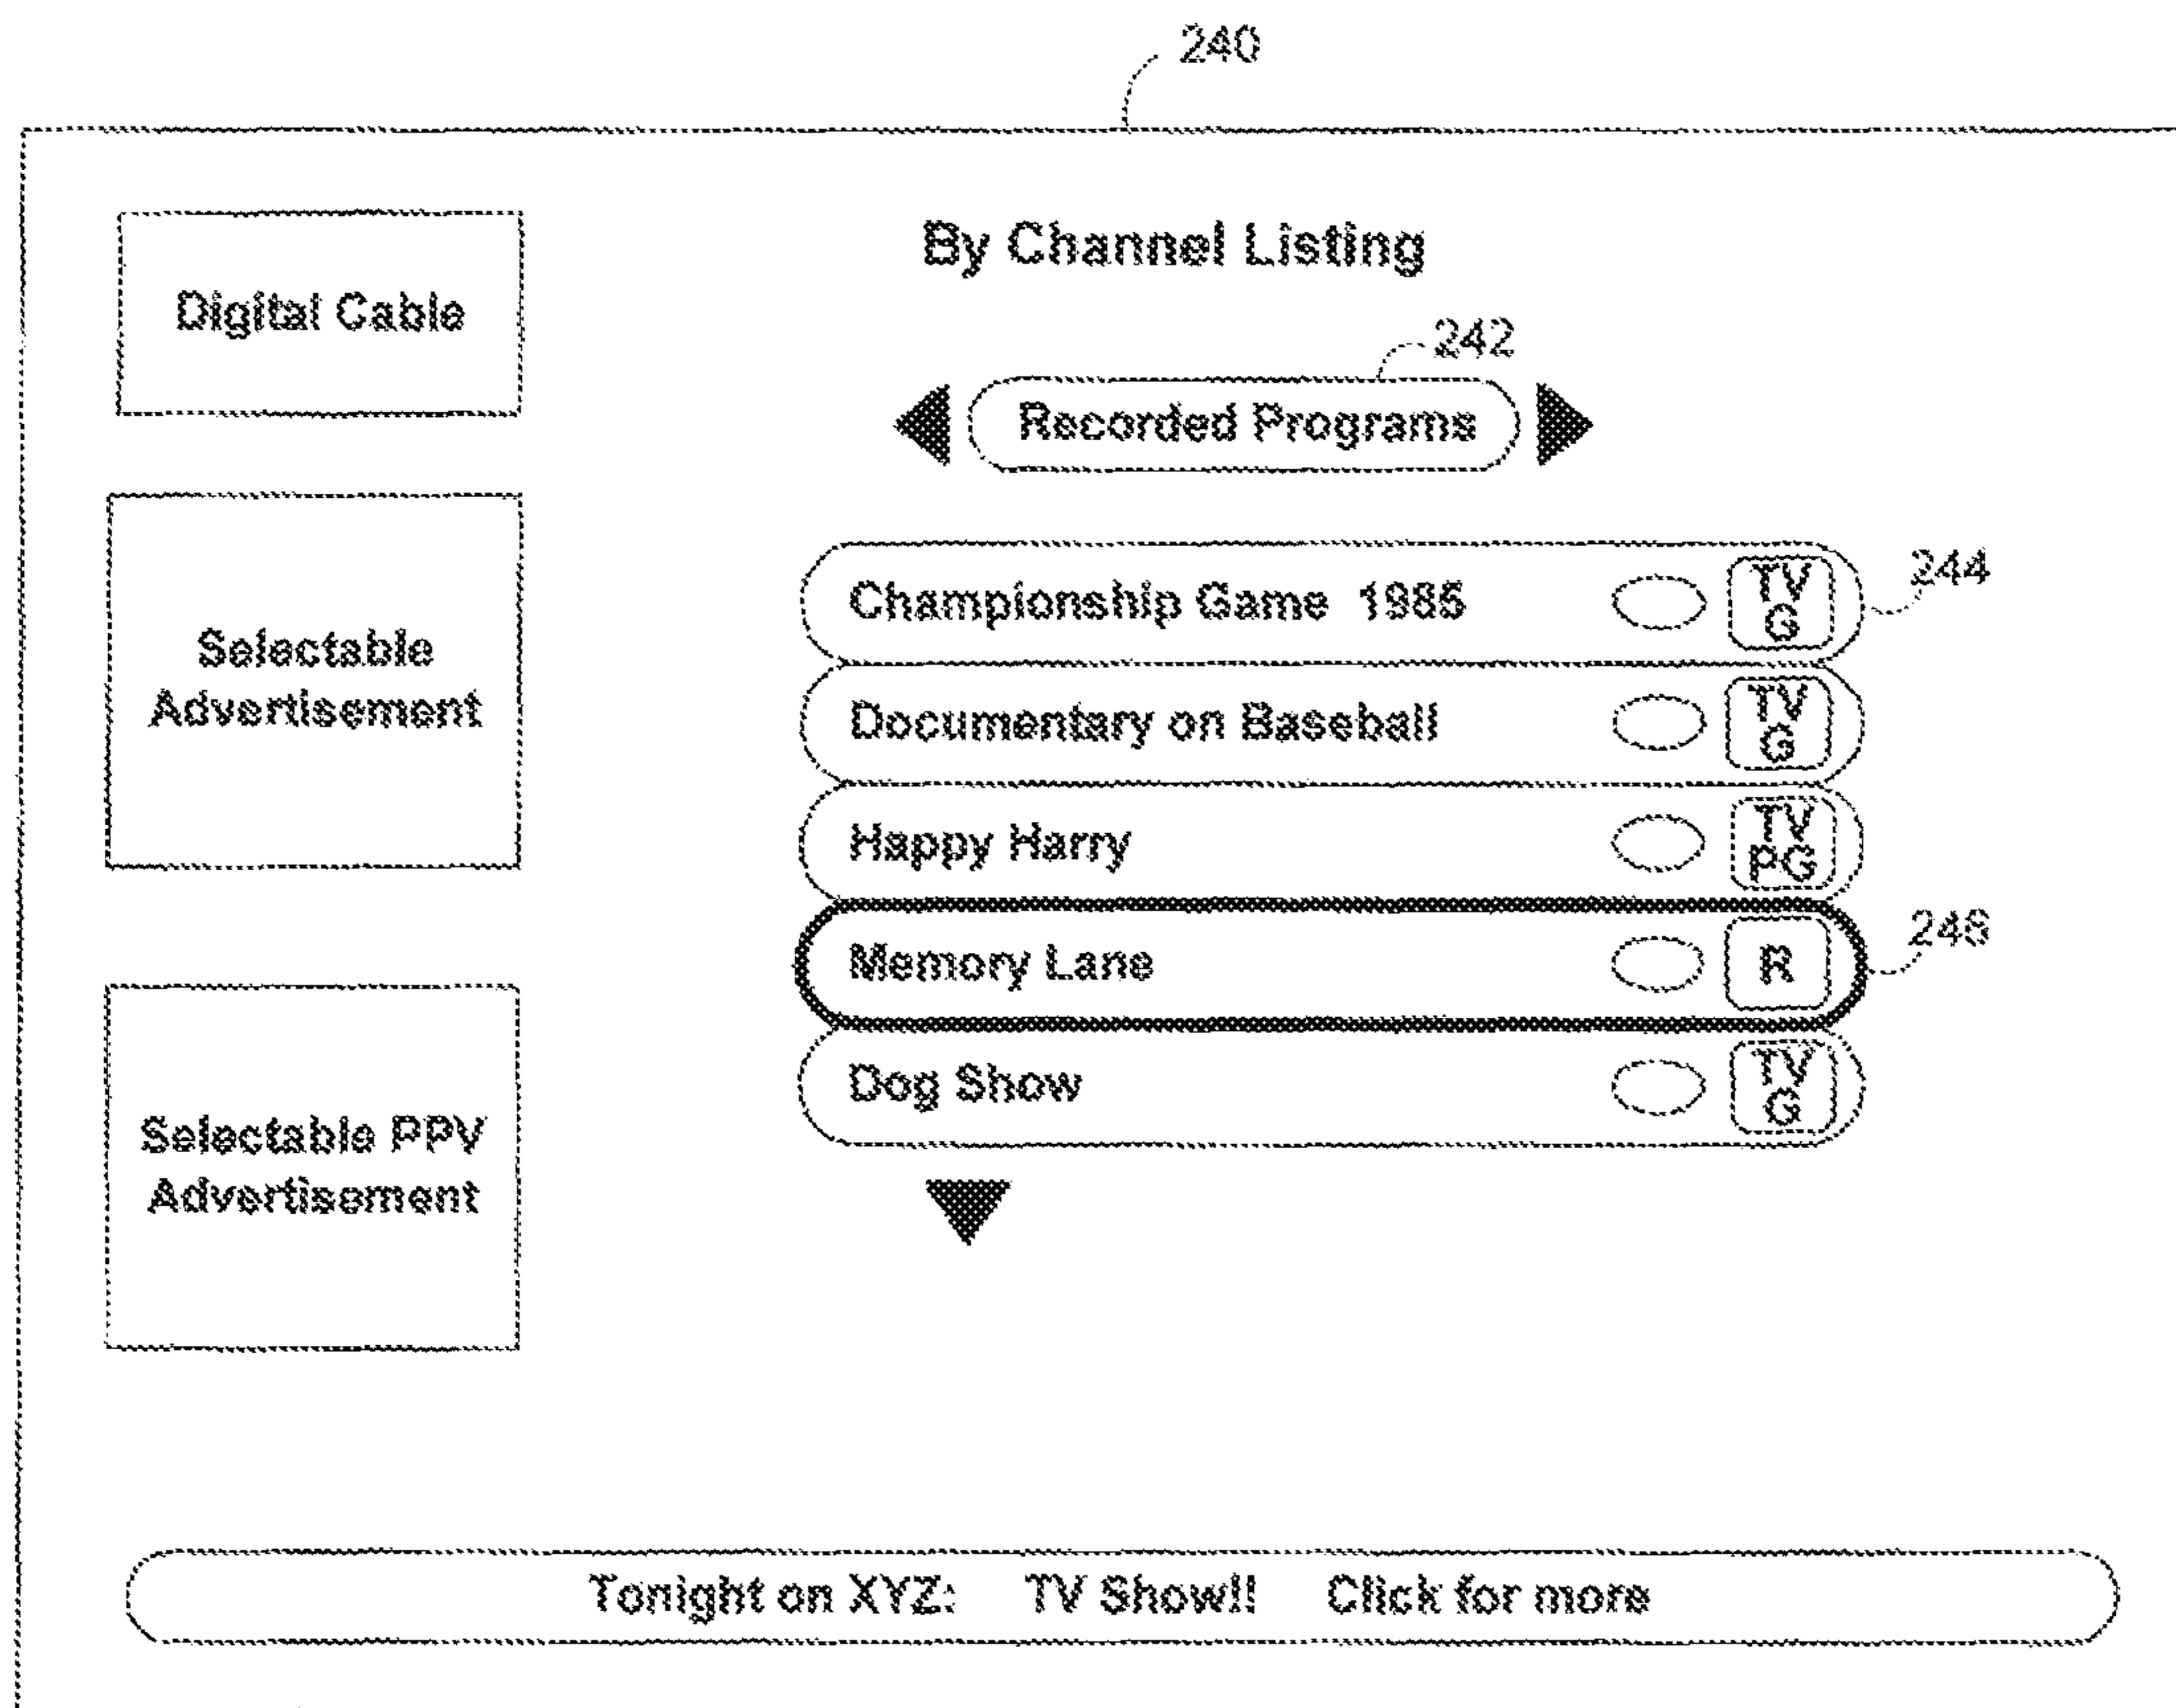 240
By Channel Listing
Digital Cable
242
Recorded Programs
Selectable
Advertisement
Championship Game 1985
TV
G
244
Documentary on Baseball
TV
G
Happy Harry
TV
PG
Memory Lane
R
Dog Show
TV
G
Selectable PPV
Advertisement
Tonight on XYZ: TV Show!! Click for more